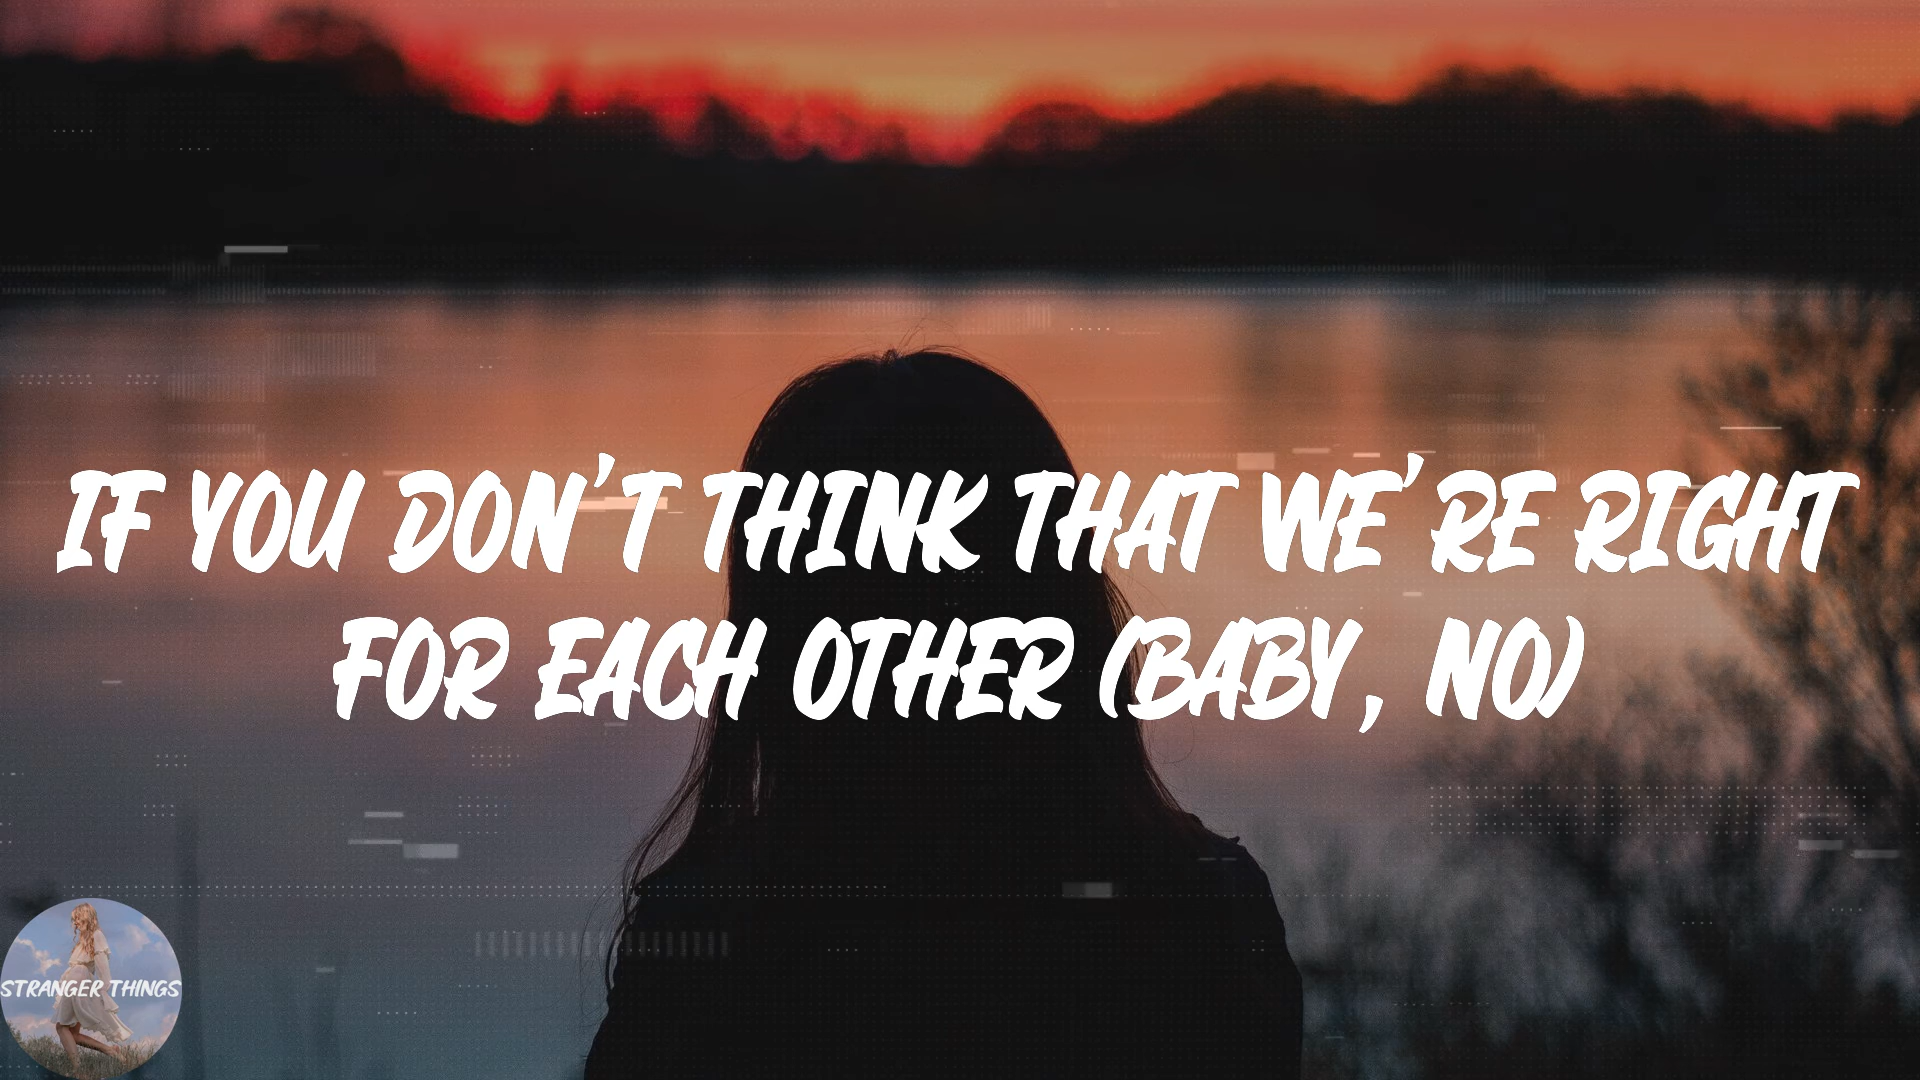 IF YOU DON'T THINK THAT WE'RE RIGHT
FOR EACH OTHER (BABY, NO)
STRANGER THINGS